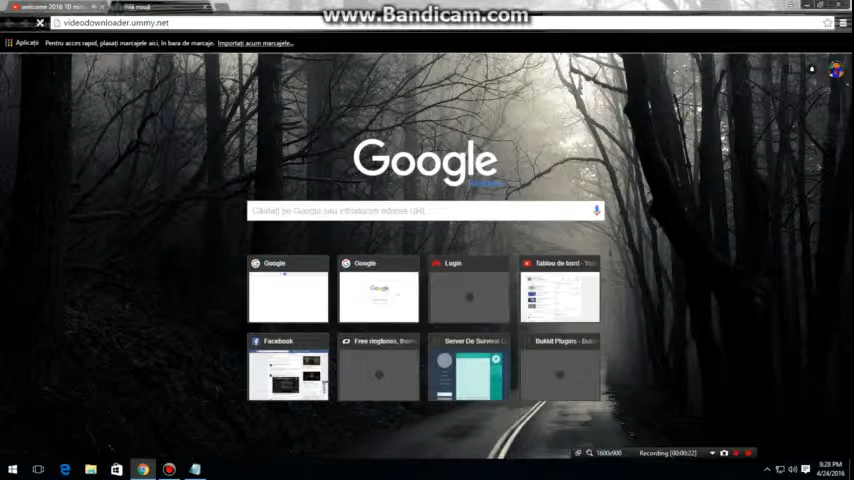 www.Bandicam.com
welcome 2016 10 min
Filă nouă
videodownloader.ummy.net
Aplicații
Pentru acces rapid, plasați marcajele aici, în bara de marcaje.
Importați acum marcajele...
Google
Căutați pe Google sau introduceți adresa URL
Google
Google
Login
Tablou de bord - You
Facebook
Free ringtones, them
Server De Survival
Bukkit Plugins - Buk
1600x900
Recording [00:00:22]
8:28 PM
4/24/2016